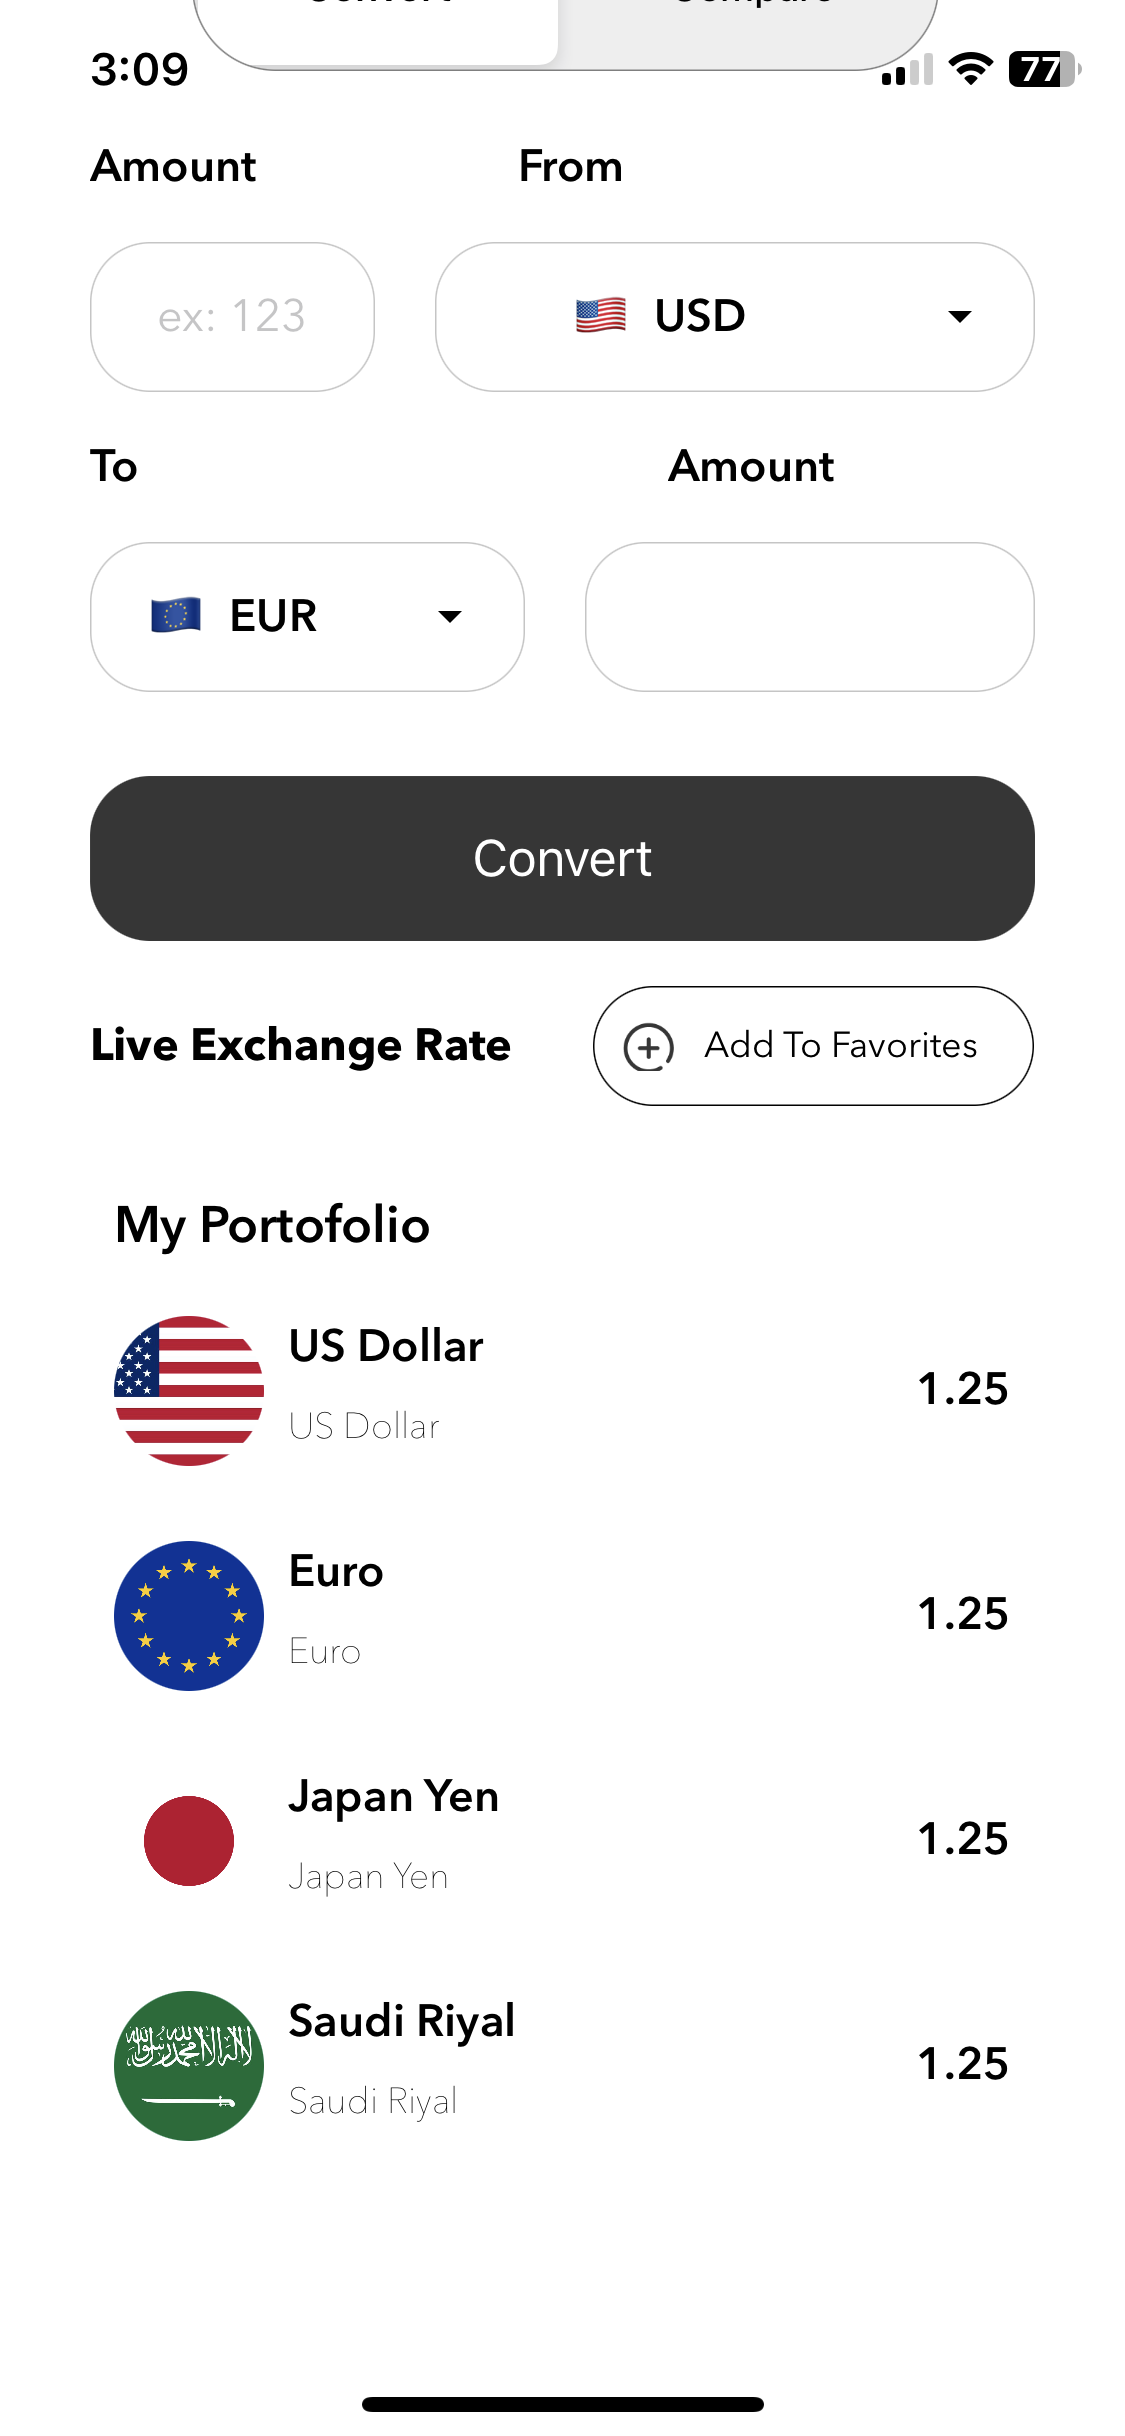 Convert
Compare
3:09
77
Amount
From
ex: 123
USD
To
Amount
EUR
Convert
Live Exchange Rate
Add To Favorites
My Portofolio
US Dollar
US Dollar
1.25
Euro
Euro
1.25
Japan Yen
Japan Yen
1.25
Saudi Riyal
Saudi Riyal
1.25